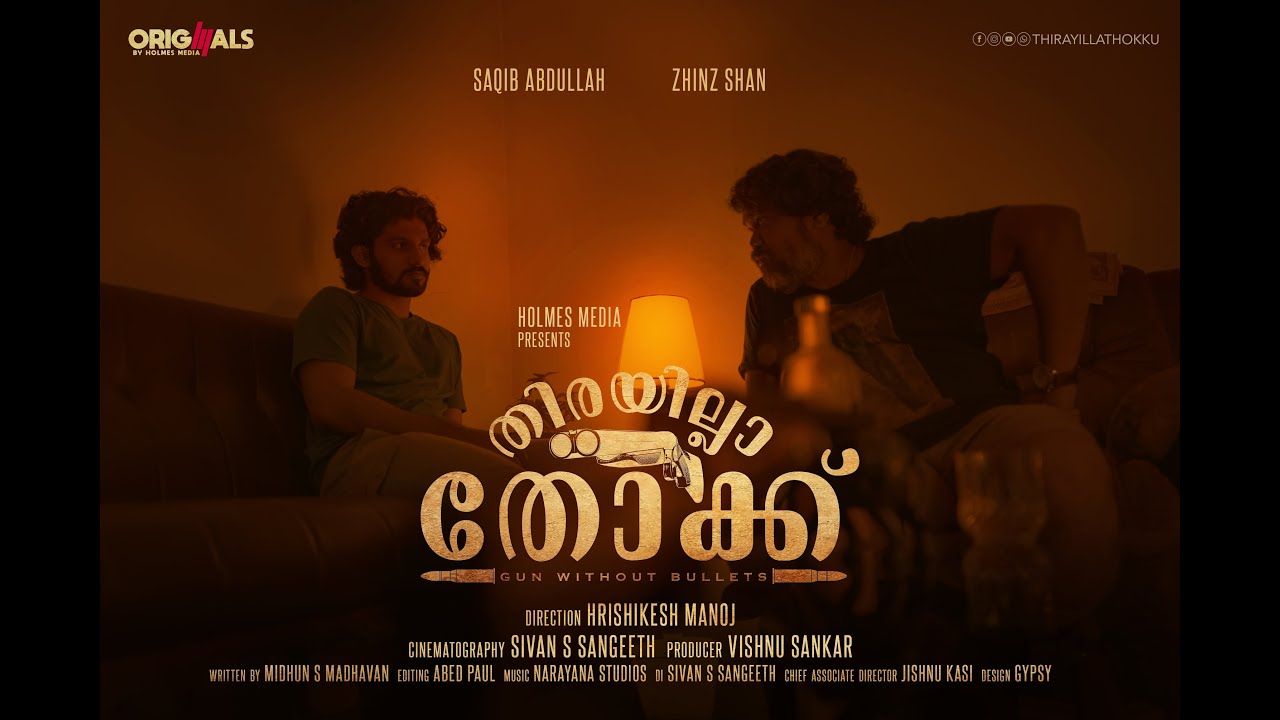 ORIGINALS
BY HOLMES MEDIA
THIRAYILLATHOKKU
SAQIB ABDULLAH ZHINZ SHAN
HOLMES MEDIA
PRESENTS
തിരയില്ലാ
തോക്ക്
GUN WITHOUT BULLETS
DIRECTION HRISHIKESH MANOJ
CINEMATOGRAPHY SIVAN S SANGEETH PRODUCER VISHNU SANKAR
WRITTEN BY MIDHUN S MADHAVAN EDITING ABED PAUL MUSIC NARAYANA STUDIOS DI SIVAN S SANGEETH CHIEF ASSOCIATE DIRECTOR JISHNU KASI DESIGN GYPSY